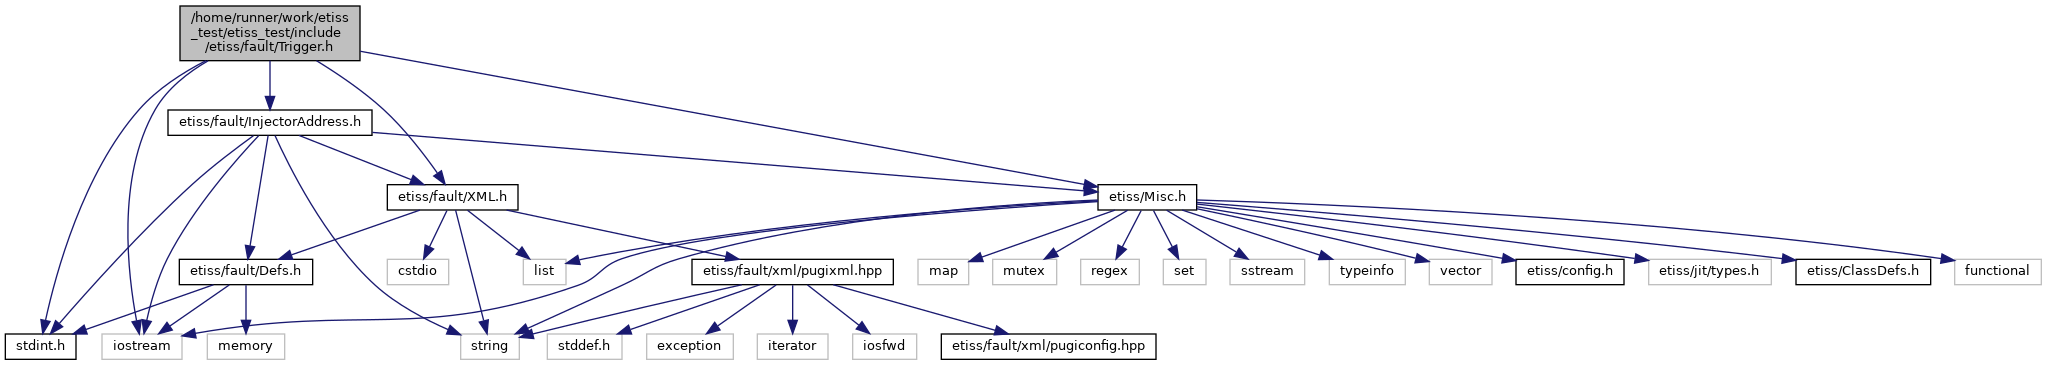 /home/runner/work/etiss
_test/etiss_test/include
/etiss/fault/Trigger.h
etiss/fault/InjectorAddress.h
etiss/fault/XML.h
etiss/Misc.h
etiss/fault/Defs.h
cstdio
list
etiss/fault/xml/pugixml.hpp
map
mutex
regex
set
sstream
typeinfo
vector
etiss/config.h
etiss/jit/types.h
etiss/ClassDefs.h
functional
stdint.h
iostream
memory
string
stddef.h
exception
iterator
iosfwd
etiss/fault/xml/pugiconfig.hpp